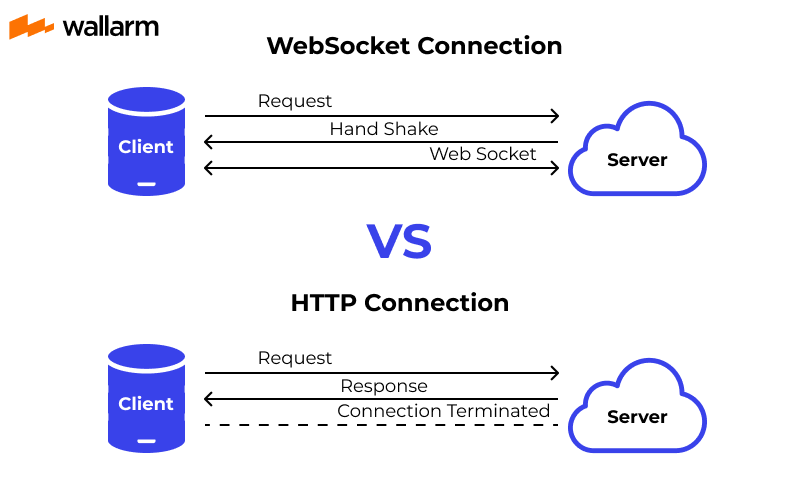 wallarm
WebSocket Connection
Request
Hand Shake
Web Socket
Client
Server
VS
HTTP Connection
Request
Response
Connection Terminated
Client
Server